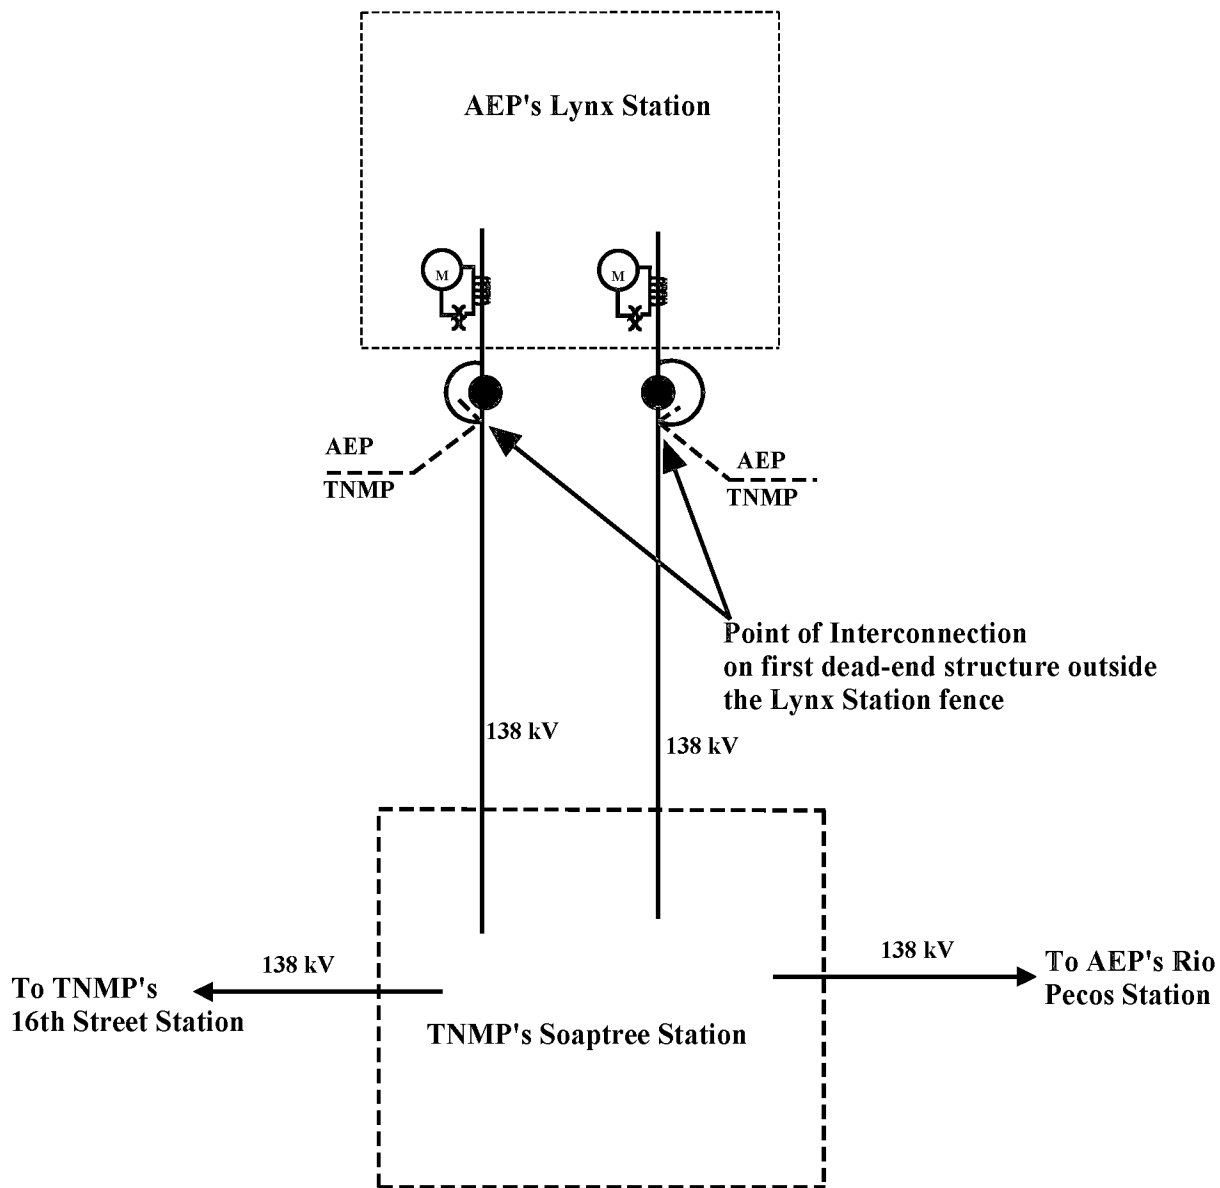 AEP's Lynx Station
M
M
AEP
TNMP
AEP
TNMP
Point of Interconnection
on first dead-end structure outside
the Lynx Station fence
138 kV
138 kV
138 kV
138 kV
To TNMP's
16th Street Station
To AEP's Rio
Pecos Station
TNMP's Soaptree Station